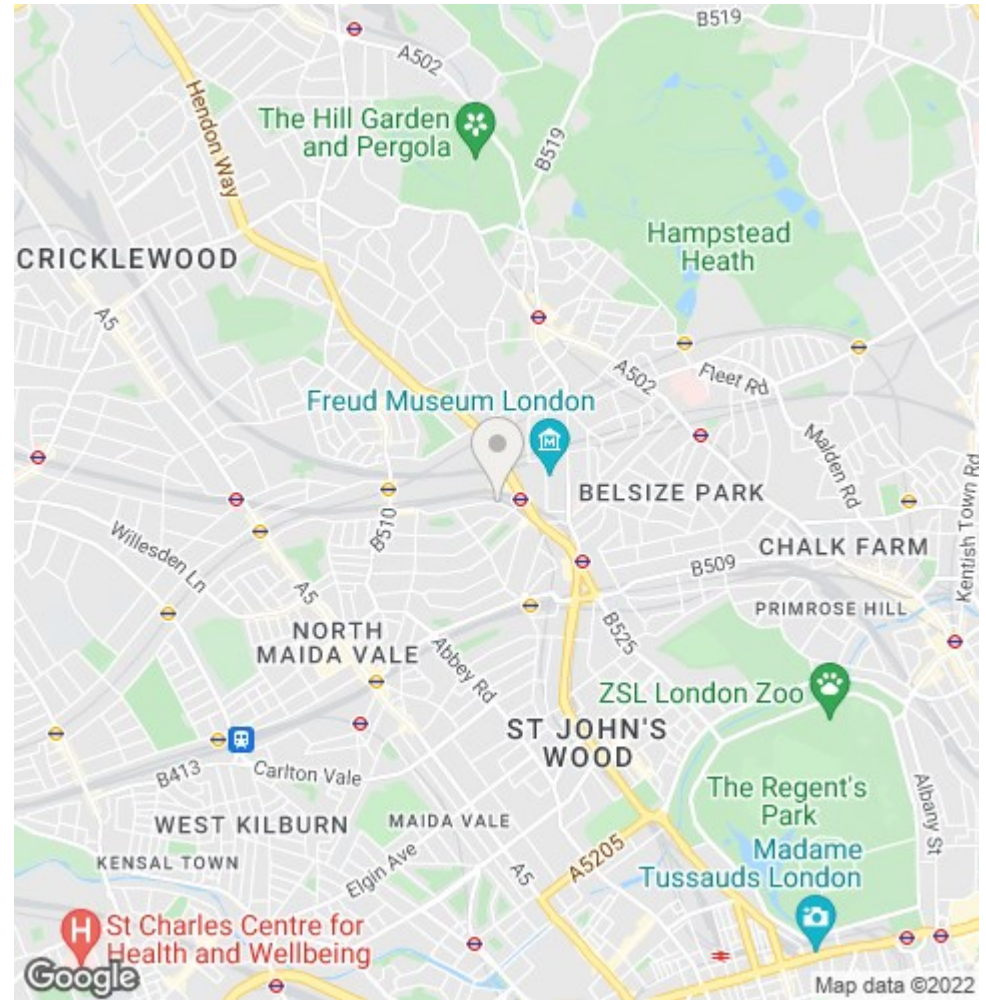 B519
A502
Hendon Way
The Hill Garden
and Pergola
B519
Hampstead
Heath
CRICKLEWOOD
A5
A502
Fleet Rd
Freud Museum London
Malden Rd
BELSIZE PARK
Kentish Town Rd
B510
Willesden Ln
CHALK FARM
B509
A5
PRIMROSE HILL
NORTH
MAIDA VALE
B525
Abbey Rd
ZSL London Zoo
ST JOHN'S
WOOD
B413
Carlton Vale
The Regent's
Park
Albany St
WEST KILBURN
MAIDA VALE
Madame
Tussauds London
KENSAL TOWN
Elgin Ave
A5
A5205
H
St Charles Centre for
Health and Wellbeing
Google
Map data ©2022